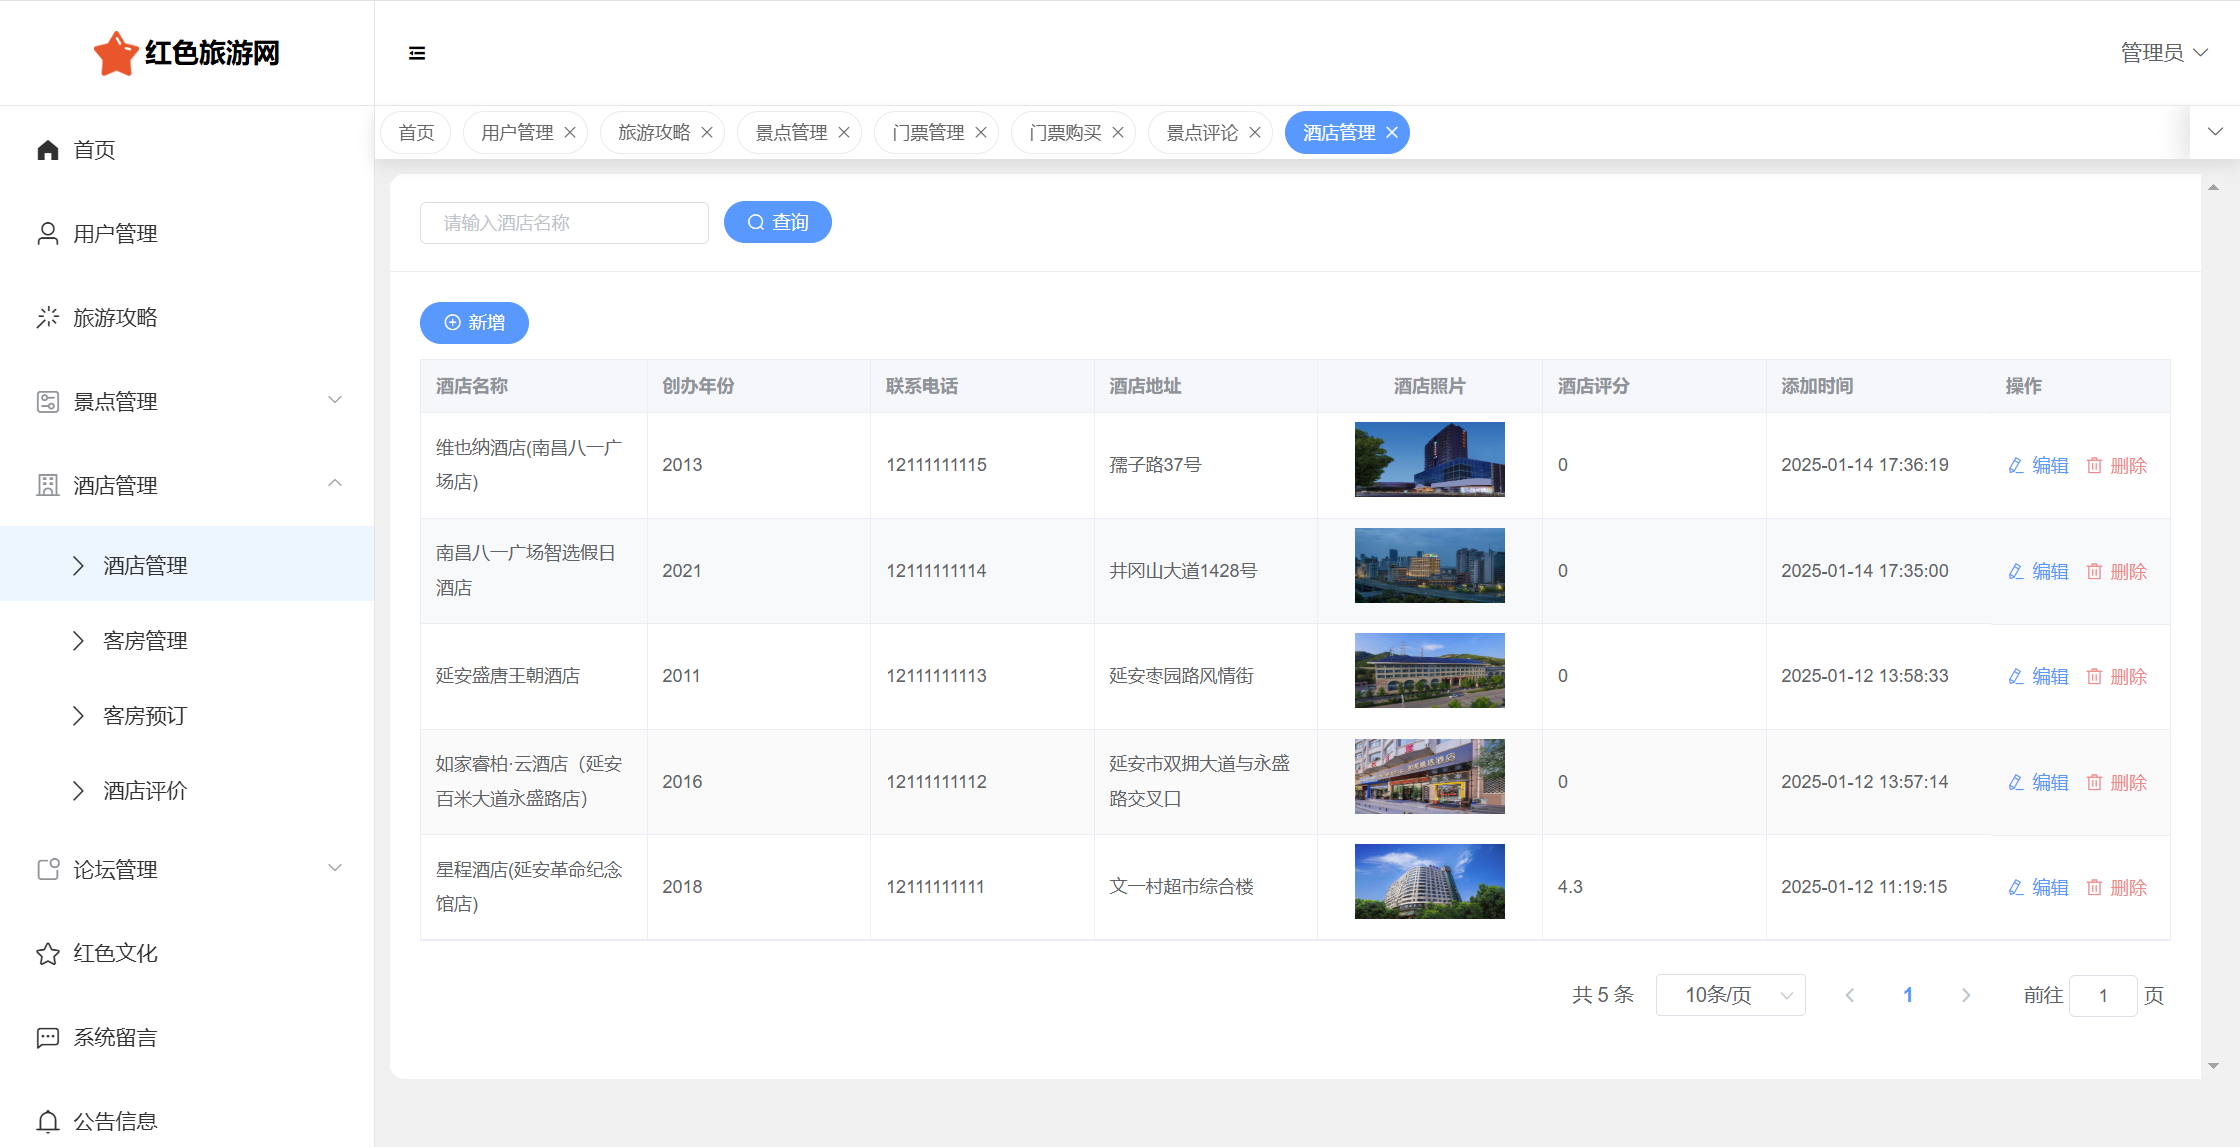 红色旅游网
管理员
首页
用户管理
旅游攻略
景点管理
酒店管理
酒店管理
客房管理
客房预订
酒店评价
论坛管理
红色文化
系统留言
公告信息
首页 用户管理 旅游攻略 景点管理 门票管理 门票购买 景点评论 酒店管理
请输入酒店名称 查询
新增
酒店名称 创办年份 联系电话 酒店地址 酒店照片 酒店评分 添加时间 操作
维也纳酒店(南昌八一广
场店) 2013 12111111115 孺子路37号 0 2025-01-14 17:36:19 编辑 删除
南昌八一广场智选假日
酒店 2021 12111111114 井冈山大道1428号 0 2025-01-14 17:35:00 编辑 删除
延安盛唐王朝酒店 2011 12111111113 延安枣园路风情街 0 2025-01-12 13:58:33 编辑 删除
如家睿柏·云酒店（延安
百米大道永盛路店） 2016 12111111112 延安市双拥大道与永盛
路交叉口 0 2025-01-12 13:57:14 编辑 删除
星程酒店(延安革命纪念
馆店) 2018 12111111111 文一村超市综合楼 4.3 2025-01-12 11:19:15 编辑 删除
共 5 条 10条/页 1 前往 1 页